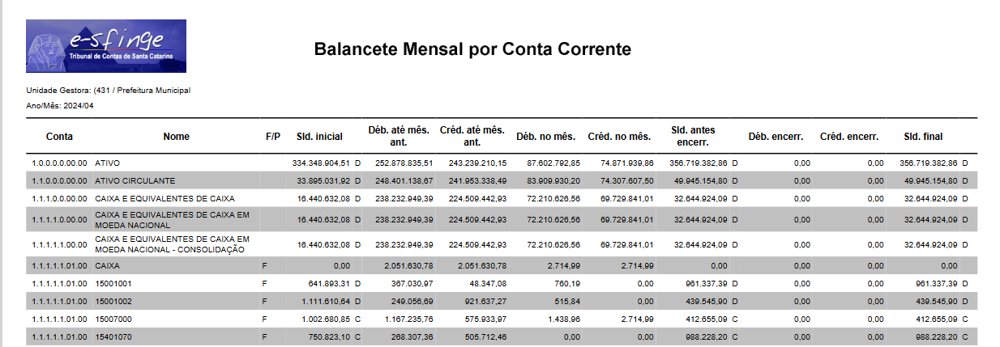 e-sfinge
Tribunal de Contas de Santa Catarina
Balancete Mensal por Conta Corrente
Unidade Gestora: (431 / Prefeitura Municipal
Ano/Mês: 2024/04
Conta Nome F/P Sld. inicial Déb. até mês. ant. Créd. até mês. ant. Déb. no mês. Créd. no mês. Sld. antes encerr. Déb. encerr. Créd. encerr. Sld. final
1.0.0.0.0.00.00 ATIVO 334.348.904,51 D 252.878.835,51 243.239.210,15 87.602.792,85 74.871.939,86 356.719.382,86 D 0,00 0,00 356.719.382,86 D
1.1.0.0.0.00.00 ATIVO CIRCULANTE 33.895.031,92 D 248.401.138,67 241.953.338,49 83.909.930,20 74.307.607,50 49.945.154,80 D 0,00 0,00 49.945.154,80 D
1.1.1.0.0.00.00 CAIXA E EQUIVALENTES DE CAIXA 16.440.632,08 D 238.232.949,39 224.509.442,93 72.210.626,56 69.729.841,01 32.644.924,09 D 0,00 0,00 32.644.924,09 D
1.1.1.1.0.00.00 CAIXA E EQUIVALENTES DE CAIXA EM MOEDA NACIONAL 16.440.632,08 D 238.232.949,39 224.509.442,93 72.210.626,56 69.729.841,01 32.644.924,09 D 0,00 0,00 32.644.924,09 D
1.1.1.1.1.00.00 CAIXA E EQUIVALENTES DE CAIXA EM MOEDA NACIONAL - CONSOLIDAÇÃO 16.440.632,08 D 238.232.949,39 224.509.442,93 72.210.626,56 69.729.841,01 32.644.924,09 D 0,00 0,00 32.644.924,09 D
1.1.1.1.1.01.00 CAIXA F 0,00 2.051.630,78 2.051.630,78 2.714,99 2.714,99 0,00 0,00 0,00 0,00
1.1.1.1.1.01.00 15001001 F 641.893,31 D 367.030,97 48.347,08 760,19 0,00 961.337,39 D 0,00 0,00 961.337,39 D
1.1.1.1.1.01.00 15001002 F 1.111.610,64 D 249.056,69 921.637,27 515,84 0,00 439.545,90 D 0,00 0,00 439.545,90 D
1.1.1.1.1.01.00 15007000 F 1.002.680,85 C 1.167.235,76 575.933,97 1.438,96 2.714,99 412.655,09 C 0,00 0,00 412.655,09 C
1.1.1.1.1.01.00 15401070 F 750.823,10 C 268.307,36 505.712,46 0,00 0,00 988.228,20 C 0,00 0,00 988.228,20 C